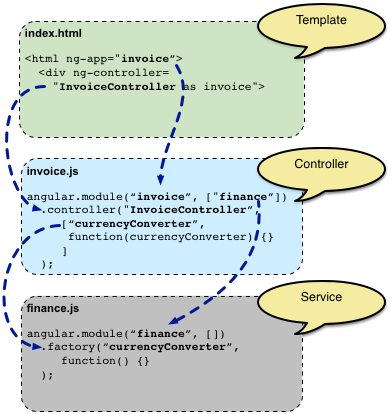 Template
index.html
<html ng-app="invoice">
<div ng-controller=
"InvoiceController as invoice">
Controller
invoice.js
angular.module(“invoice”, ["finance"])
.controller("InvoiceController",
[“currencyConverter”,
function(currencyConverter) {}
]
);
Service
finance.js
angular.module(“finance”, [])
.factory(“currencyConverter”,
function() {}
);